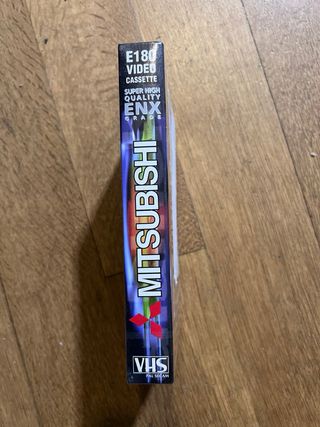 E180
VIDEO
CASSETTE
SUPER HIGH
QUALITY
ENX
GRADE
MITSUBISHI
VHS
PAL SECAM